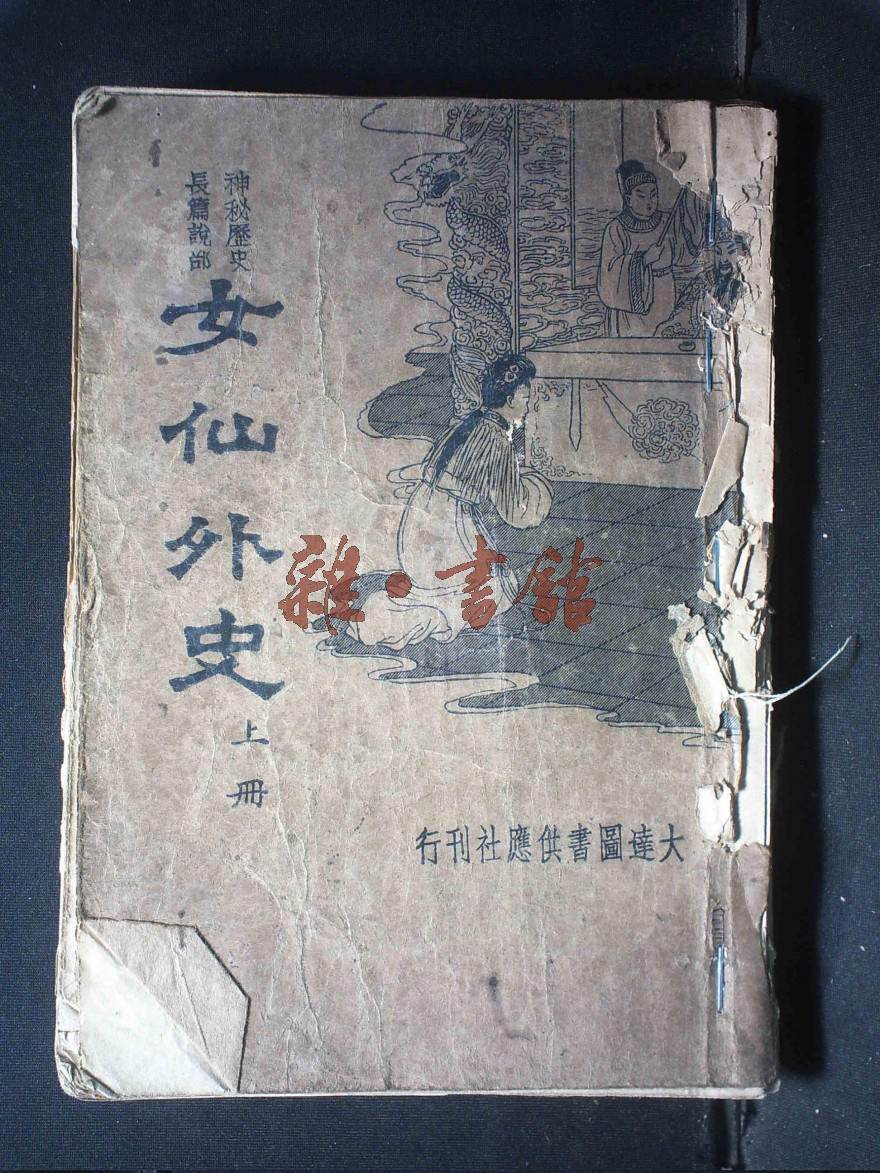 神秘歷史
長篇說部
女仙外史
上冊
雜·書館
行刊社應供書圖達大